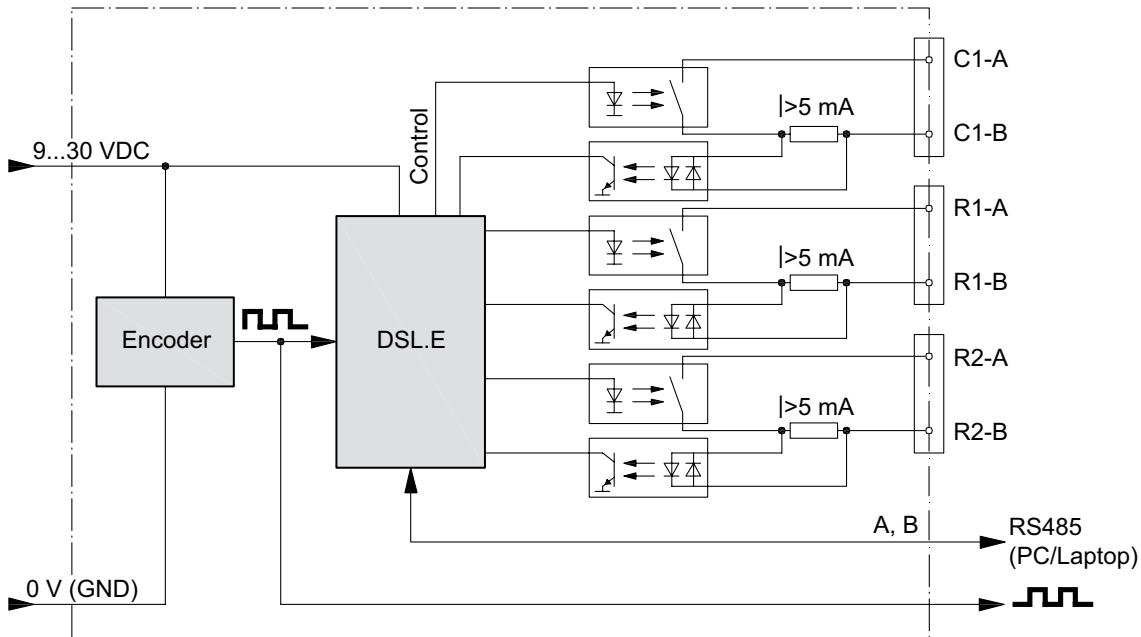 C1-A
|>5 mA
C1-B
Control
9...30 VDC
R1-A
|>5 mA
R1-B
Encoder
DSL.E
R2-A
|>5 mA
R2-B
A, B
RS485
(PC/Laptop)
0 V (GND)